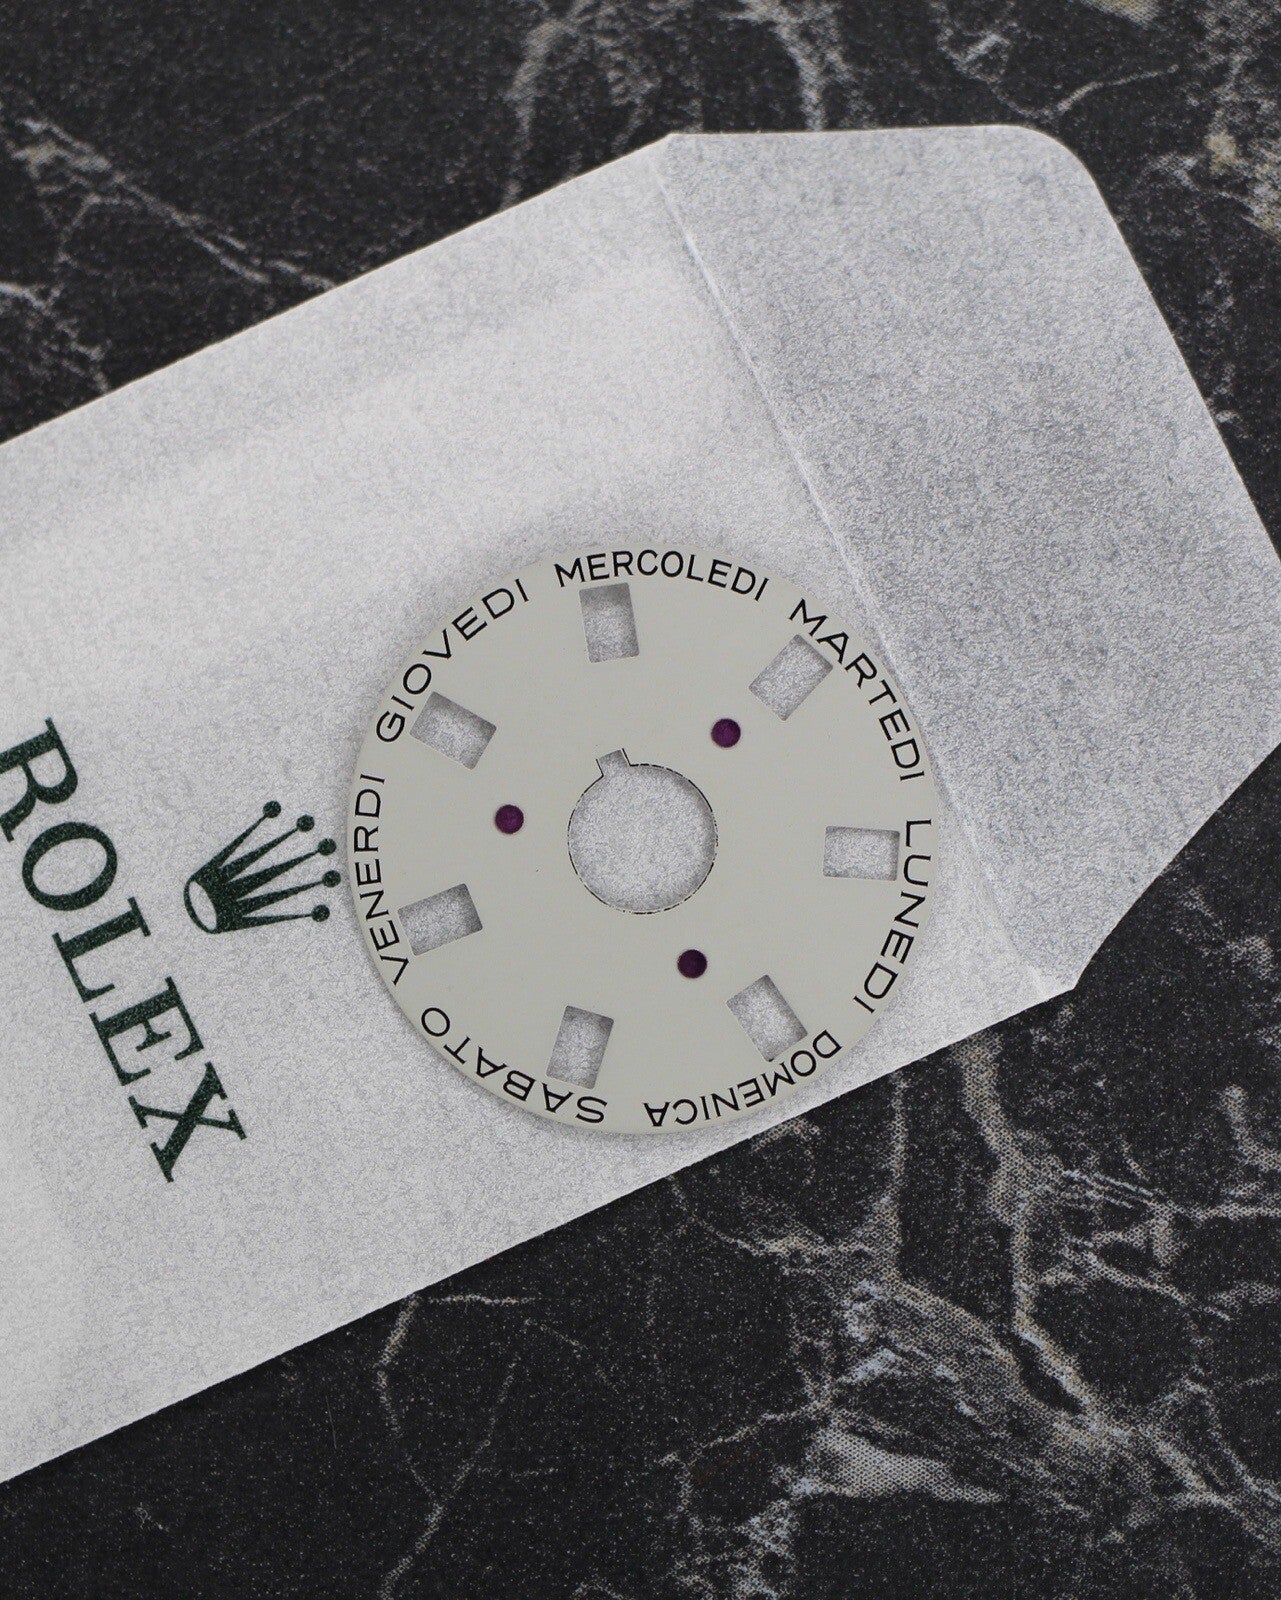 ROLEX
MERCOLEDI
MARTEDI
LUNEDI
DOMENICA
SABATO
VENERDI
GIOVEDI